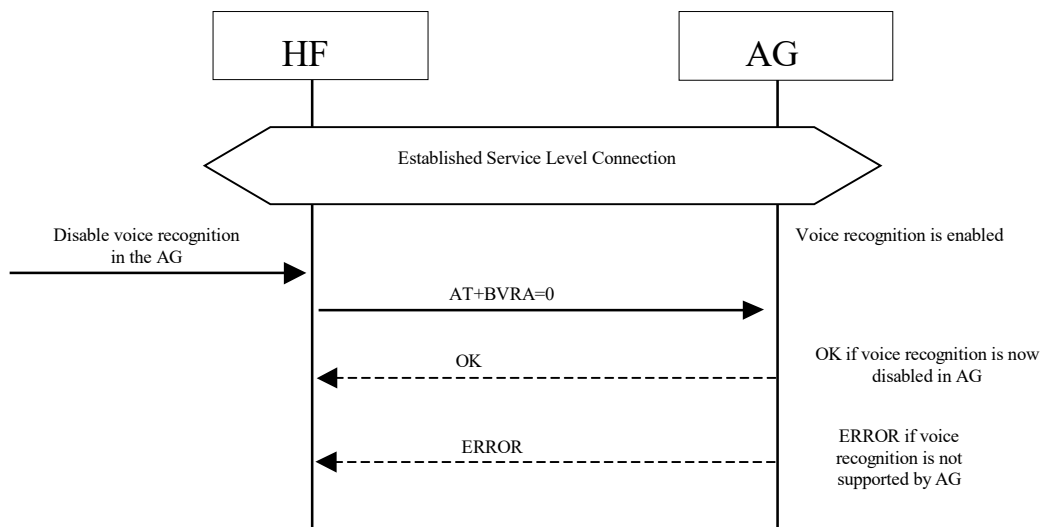 HF
AG
Established Service Level Connection
Disable voice recognition
in the AG
Voice recognition is enabled
AT+BVRA=0
OK
OK if voice recognition is now
disabled in AG
ERROR
ERROR if voice
recognition is not
supported by AG